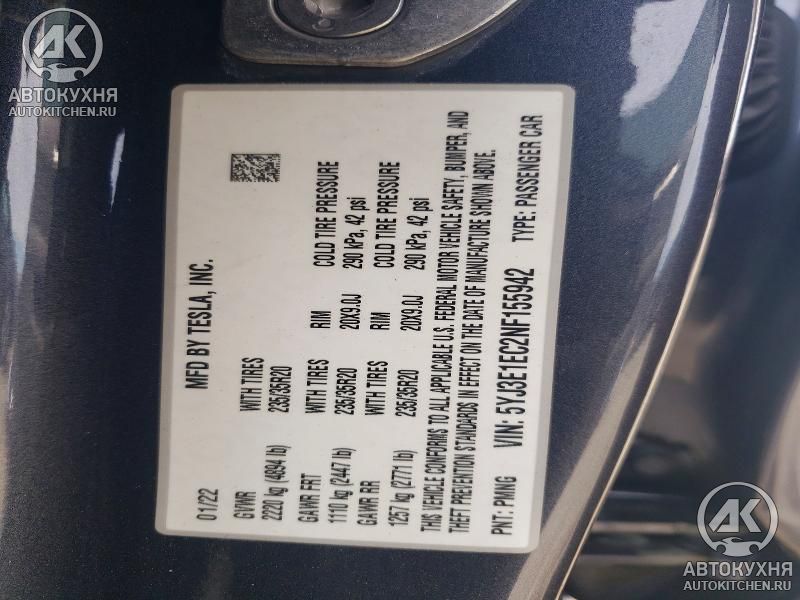 AK
АВТОКУХНЯ
AUTOKITCHEN.RU
MFD BY TESLA, INC.
01/22
GVWR WITH TIRES RIM COLD TIRE PRESSURE
2220 kg (4894 lb) 235/35R20 20X9.0J 290 kPa, 42 psi
GAWR FRT WITH TIRES RIM COLD TIRE PRESSURE
1110 kg (2447 lb) 235/35R20 20X9.0J 290 kPa, 42 psi
GAWR RR
1257 kg (2771 lb) 235/35R20
THIS VEHICLE CONFORMS TO ALL APPLICABLE U.S. FEDERAL MOTOR VEHICLE SAFETY, BUMPER, AND
THEFT PREVENTION STANDARDS IN EFFECT ON THE DATE OF MANUFACTURE SHOWN ABOVE.
PNT: PMNG VIN: 5YJ3E1EC2NF155942 TYPE: PASSENGER CAR
AK
АВТОКУХНЯ
AUTOKITCHEN.RU